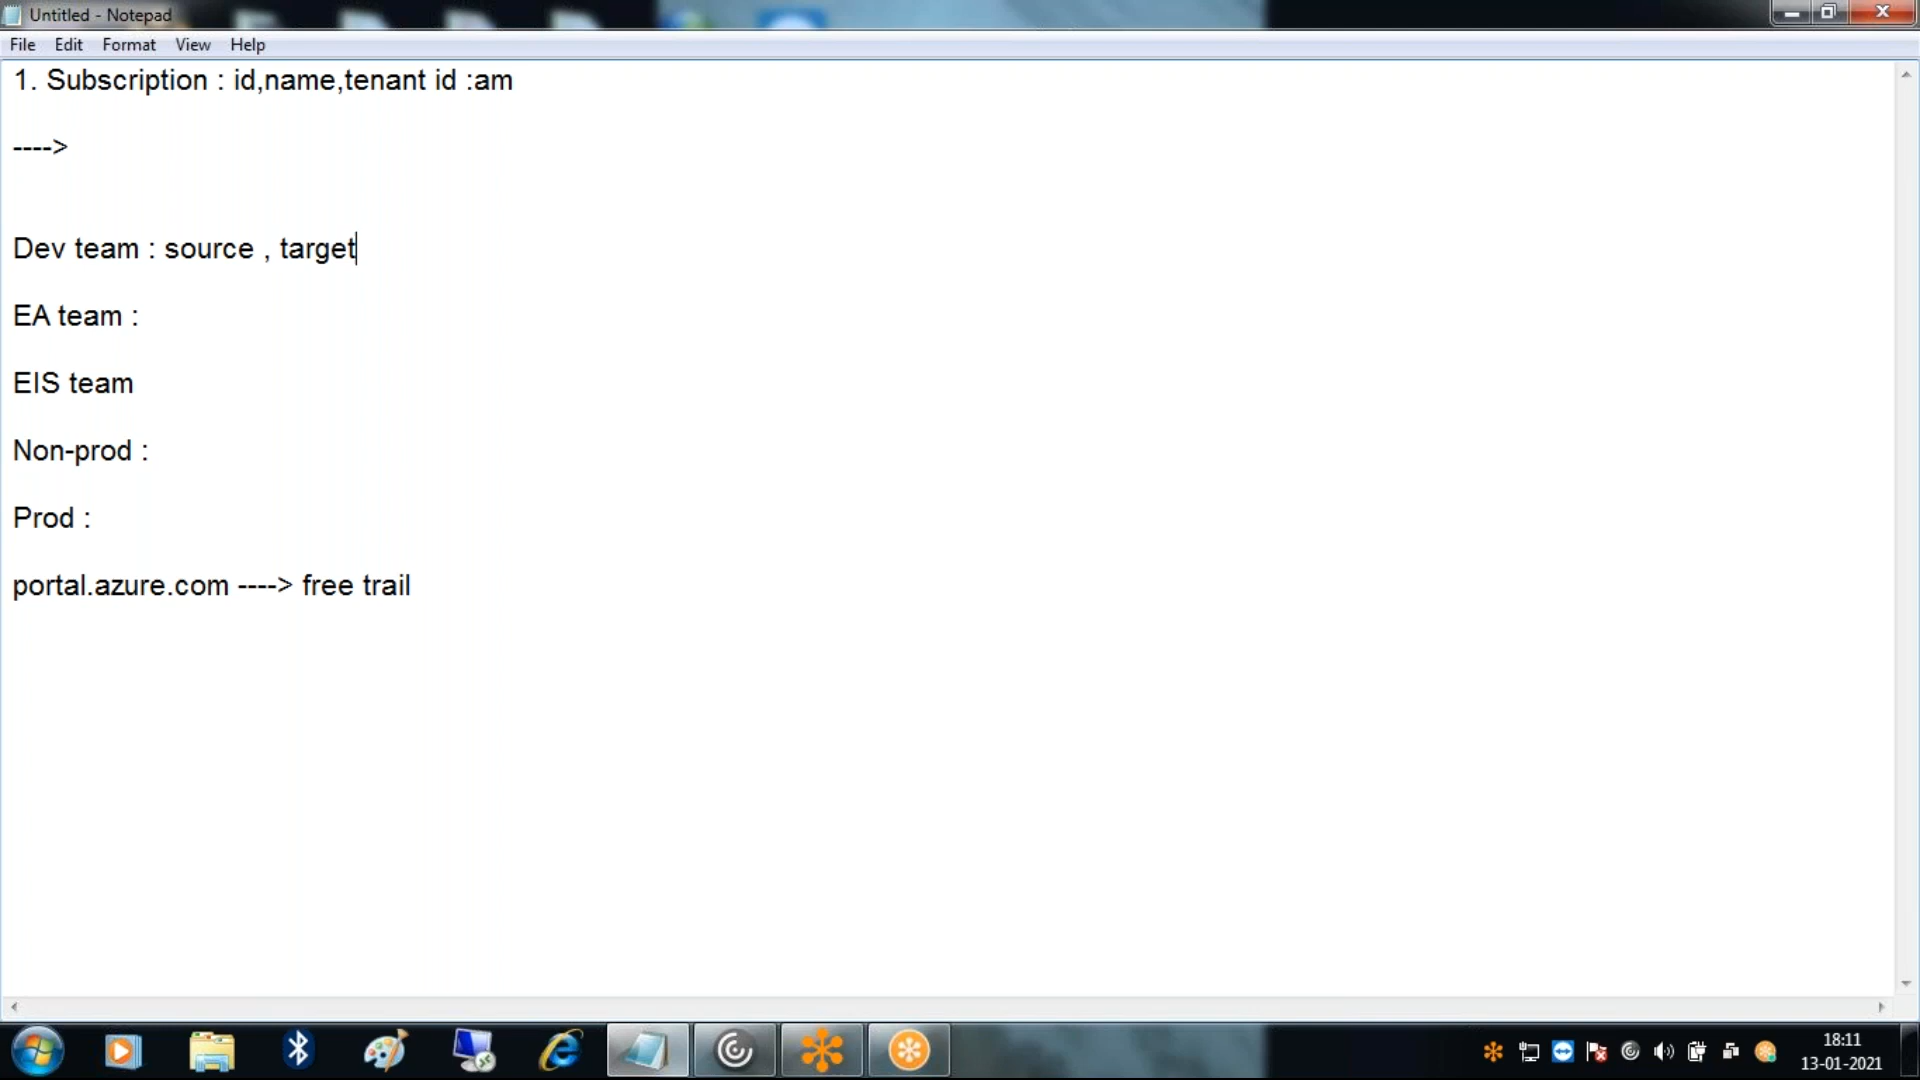 Untitled - Notepad
File Edit Format View Help
1. Subscription : id,name,tenant id :am
---->
Dev team : source , target
EA team :
EIS team
Non-prod :
Prod :
portal.azure.com ----> free trail
18:11
13-01-2021